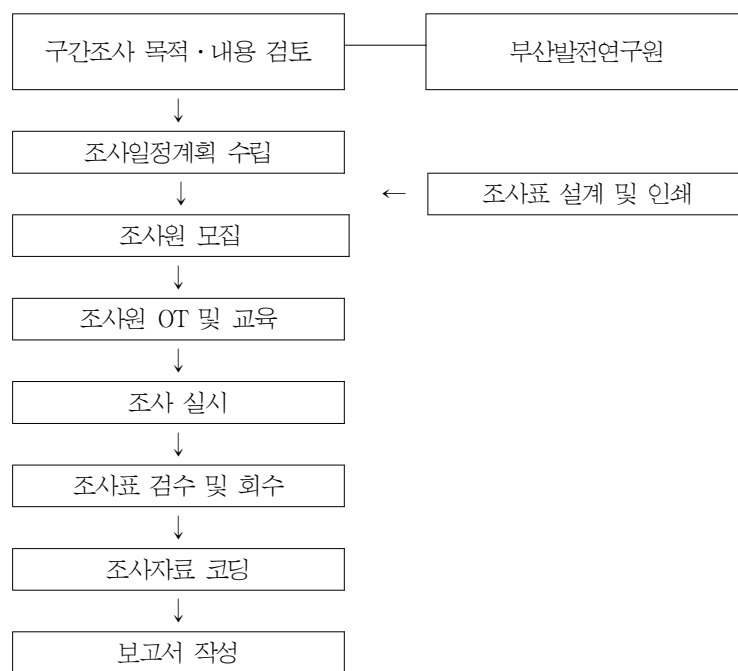 구간조사 목적·내용 검토
부산발전연구원
↓
조사일정계획 수립
↓
←
조사표 설계 및 인쇄
조사원 모집
↓
조사원 OT 및 교육
↓
조사 실시
↓
조사표 검수 및 회수
↓
조사자료 코딩
↓
보고서 작성